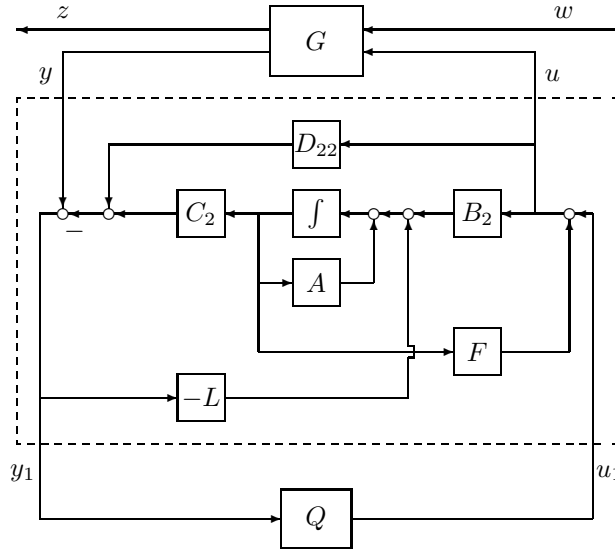 z w
G
y u
D₂₂
− C₂ ∫ B₂
A
F
−L
y₁ u₁
Q